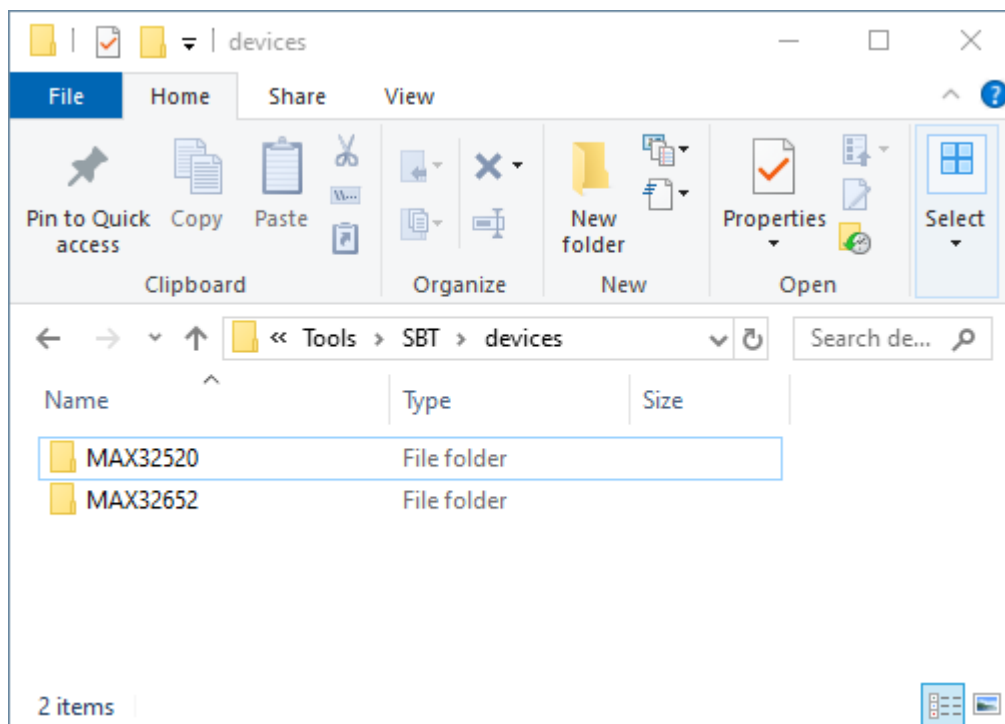 devices
File Home Share View
Pin to Quick access
Copy
Paste
Clipboard
Organize
New folder
New
Properties
Open
Select
« Tools > SBT > devices
Search de...
Name Type Size
MAX32520 File folder
MAX32652 File folder
2 items